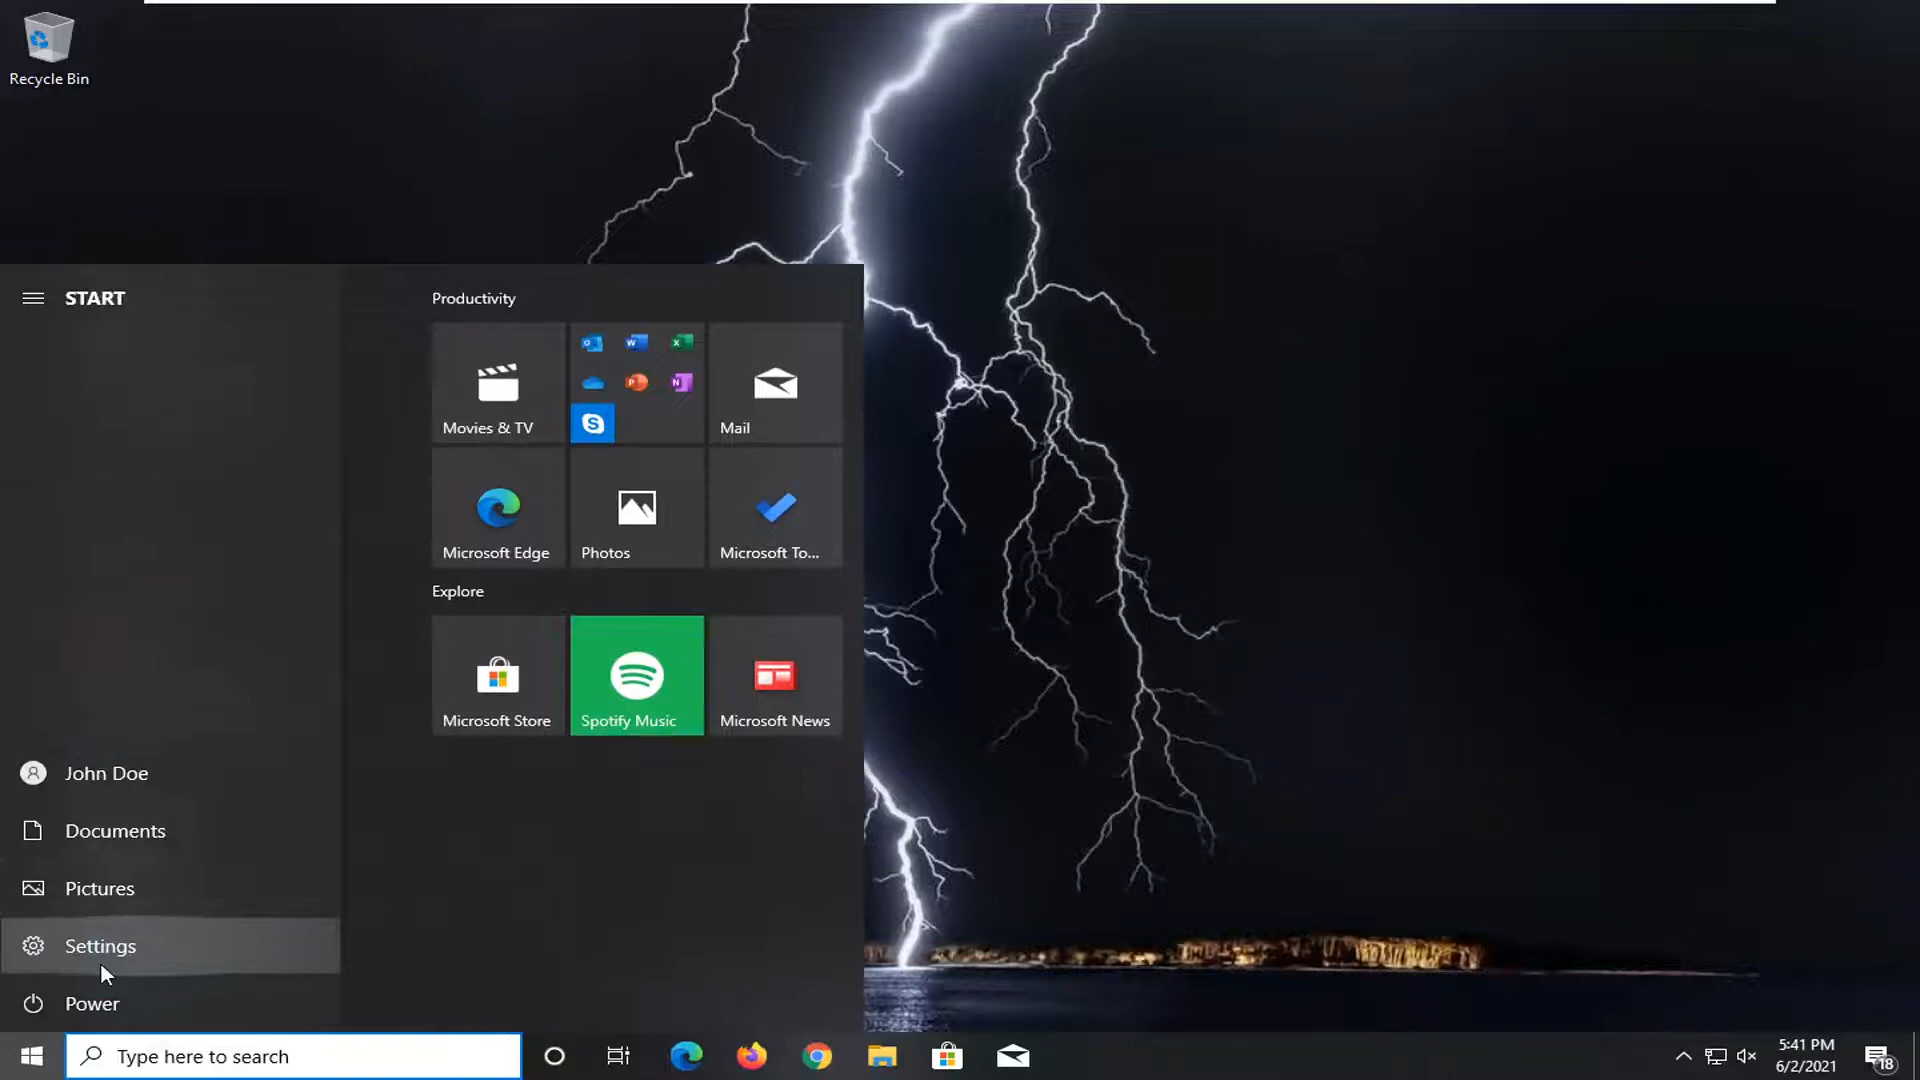 Recycle Bin
START
Productivity
Movies & TV
Mail
Microsoft Edge
Photos
Microsoft To...
Explore
Microsoft Store
Spotify Music
Microsoft News
John Doe
Documents
Pictures
Settings
Power
Type here to search
5:41 PM
6/2/2021
18